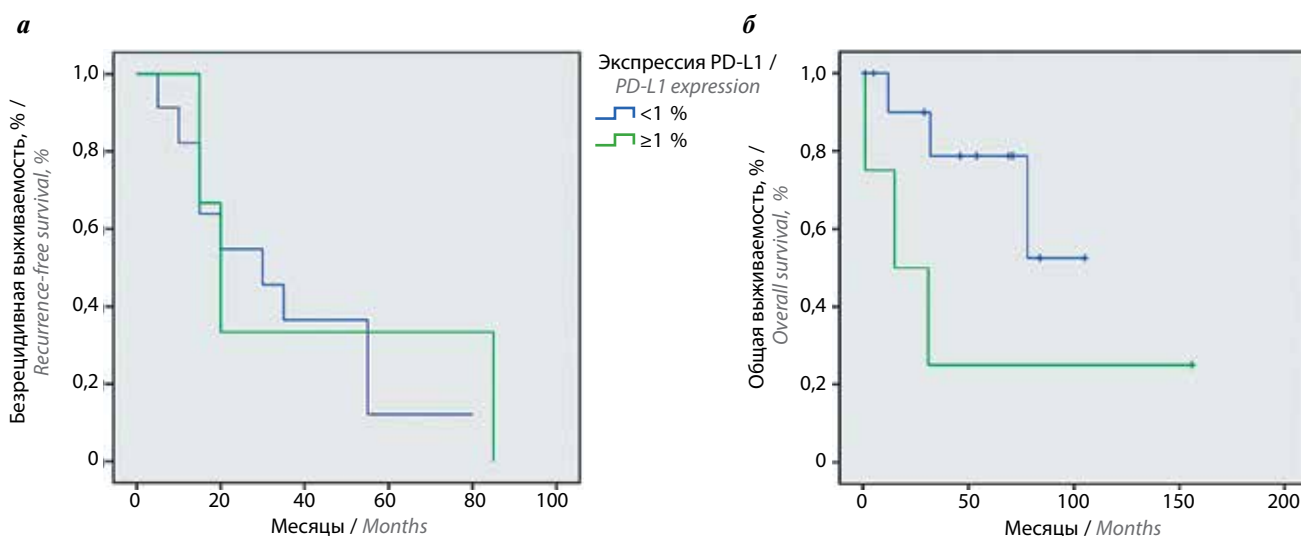 а
1,0
0,8
0,6
0,4
0,2
0
Безрецидивная выживаемость, % /
Recurrence-free survival, %
0 20 40 60 80 100
Месяцы / Months
Экспрессия PD-L1 /
PD-L1 expression
<1 %
≥1 %
б
1,0
0,8
0,6
0,4
0,2
0
Общая выживаемость, % /
Overall survival, %
0 50 100 150 200
Месяцы / Months